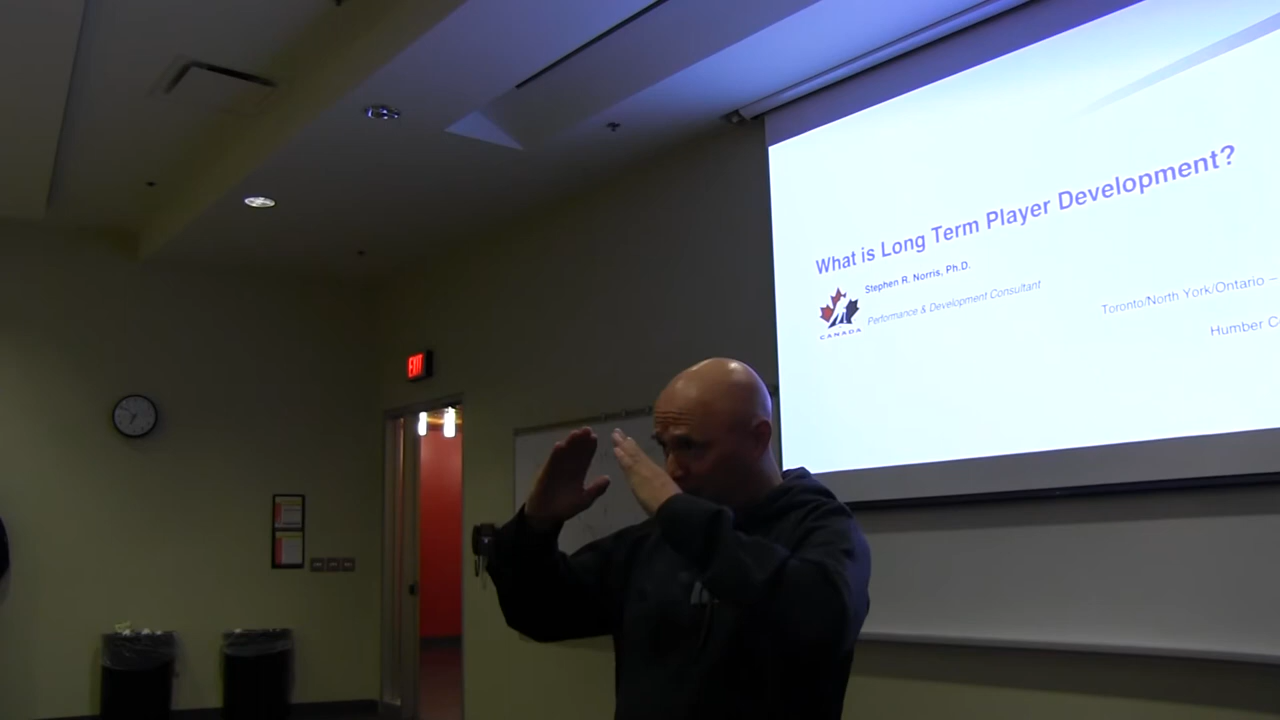 What is Long Term Player Development?
Stephen R. Norris, Ph.D.
Performance & Development Consultant
CANADA
Toronto/North York/Ontario –
Humber
EXIT